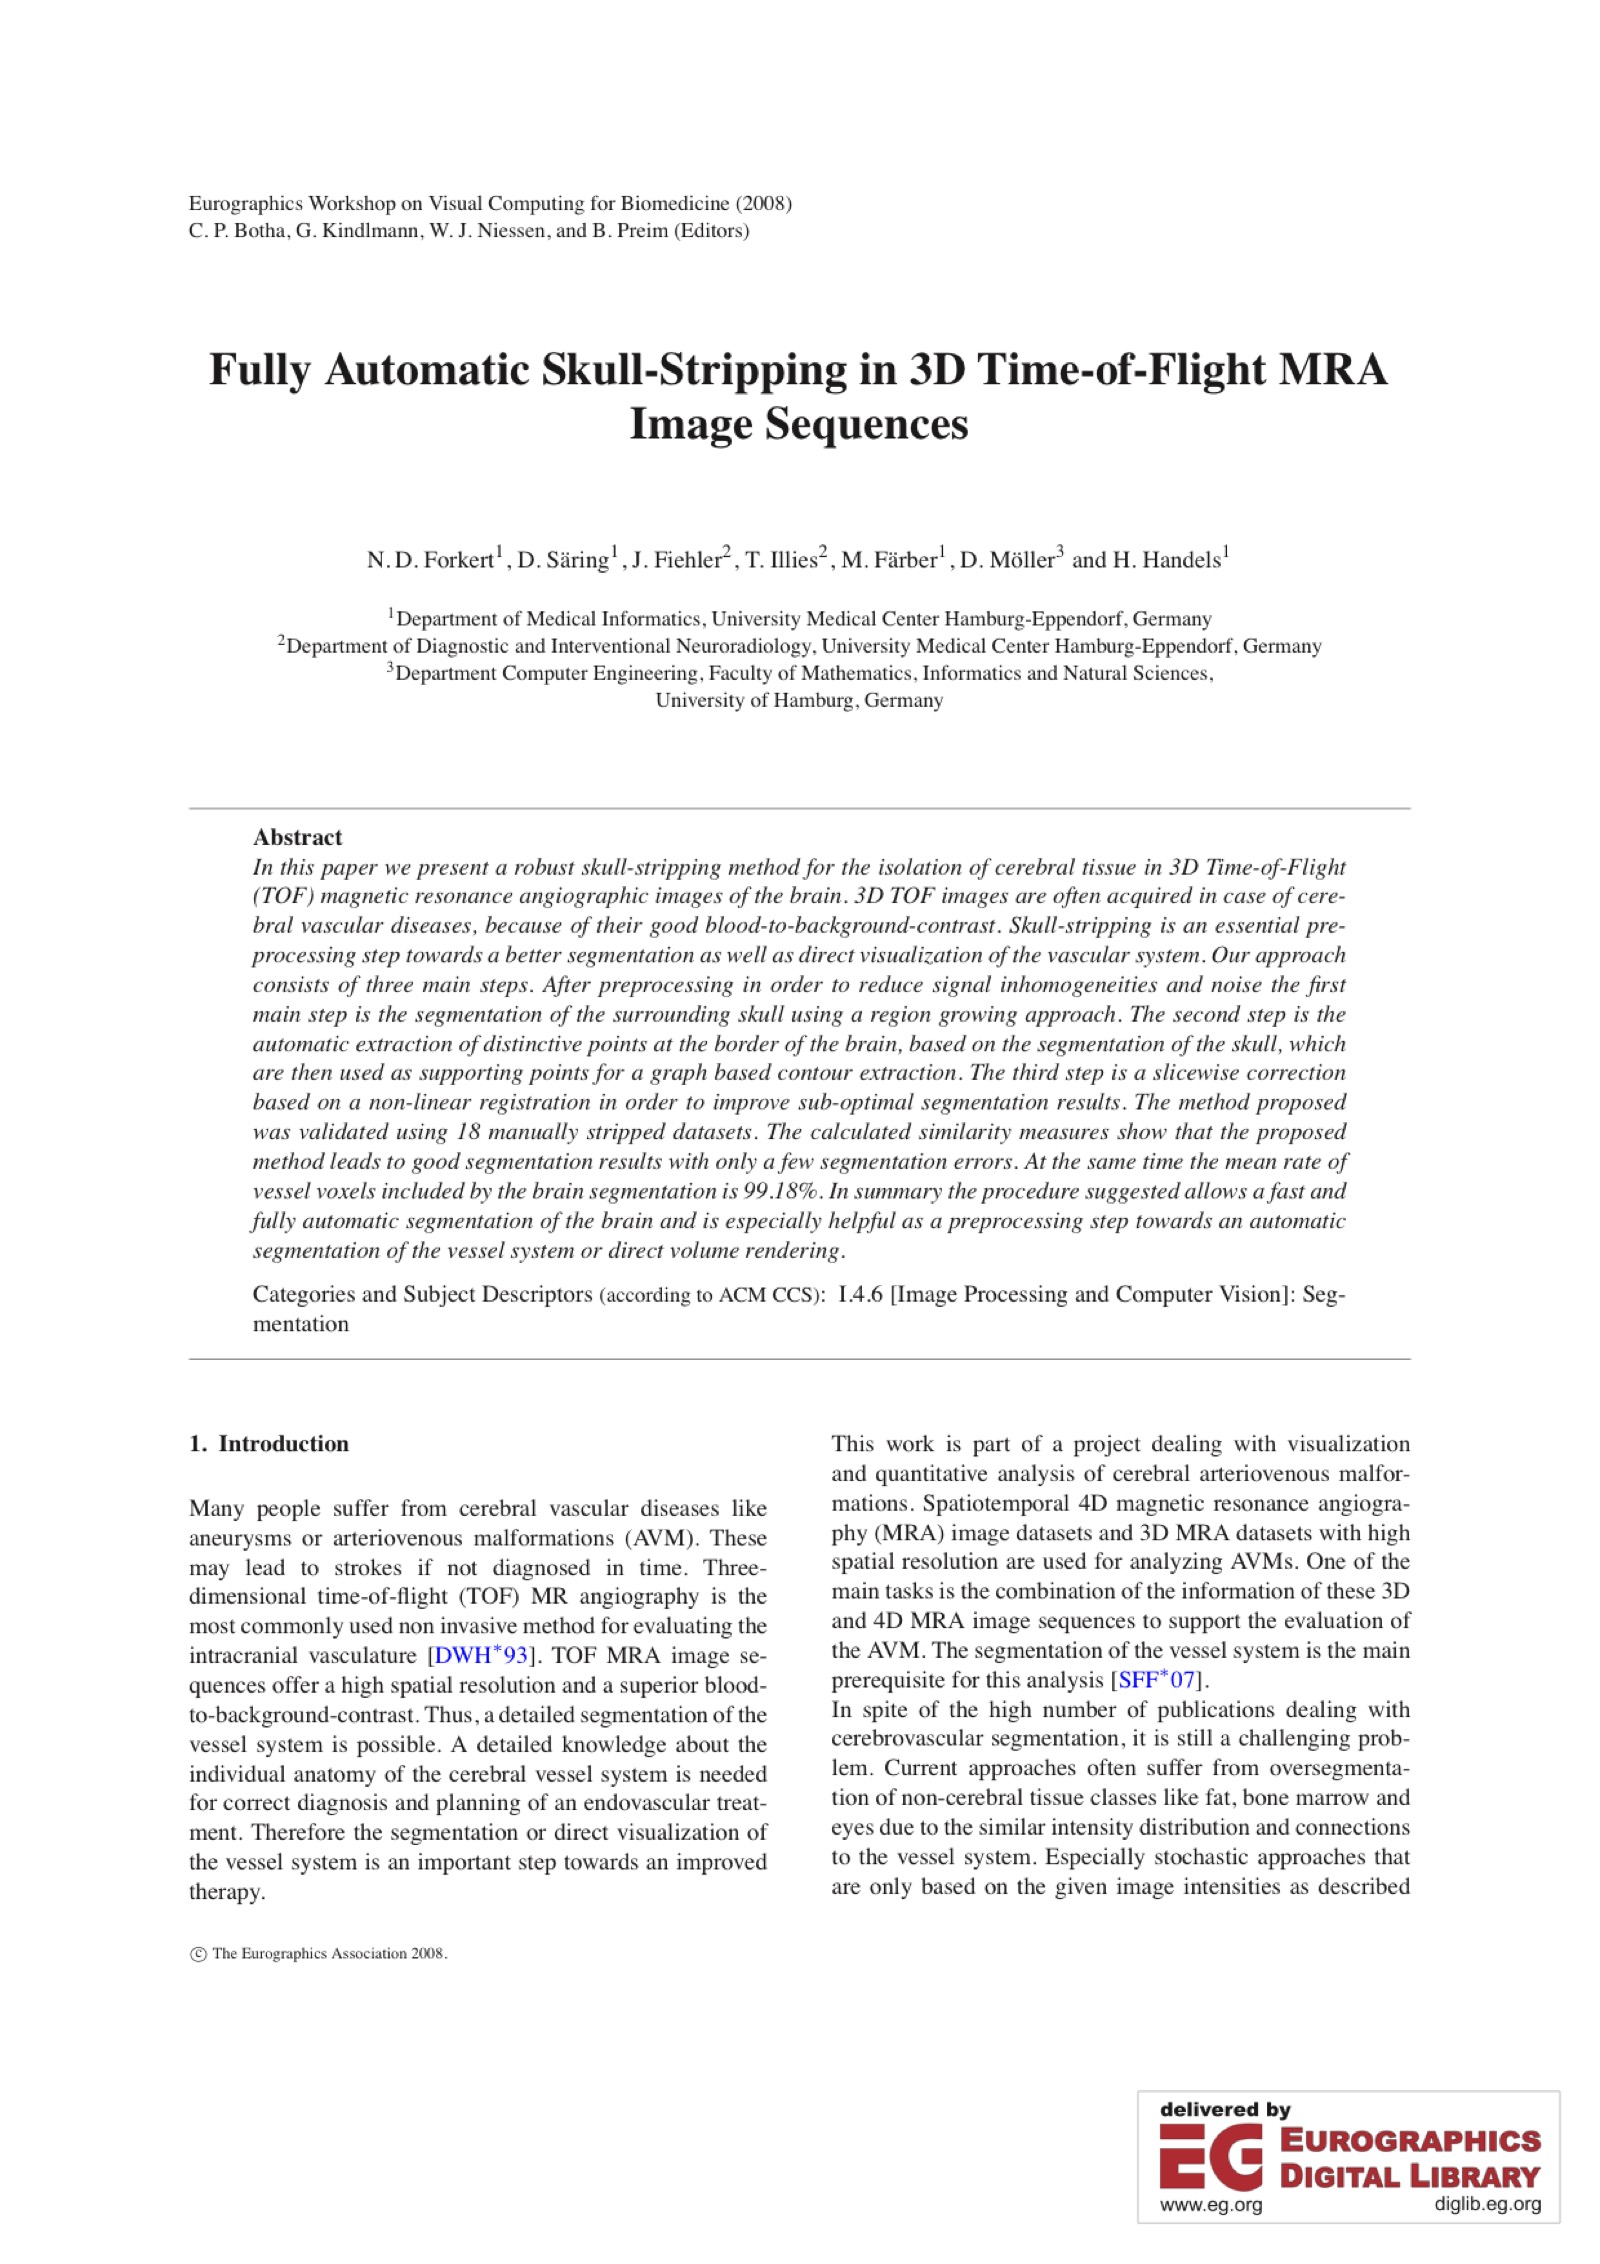 Eurographics Workshop on Visual Computing for Biomedicine (2008)
C. P. Botha, G. Kindlmann, W. J. Niessen, and B. Preim (Editors)
Fully Automatic Skull-Stripping in 3D Time-of-Flight MRA
Image Sequences
N. D. Forkert1, D. Säring1, J. Fiehler2, T. Illies2, M. Färber1, D. Möller3 and H. Handels1
1Department of Medical Informatics, University Medical Center Hamburg-Eppendorf, Germany
2Department of Diagnostic and Interventional Neuroradiology, University Medical Center Hamburg-Eppendorf, Germany
3Department Computer Engineering, Faculty of Mathematics, Informatics and Natural Sciences,
University of Hamburg, Germany
Abstract
In this paper we present a robust skull-stripping method for the isolation of cerebral tissue in 3D Time-of-Flight
(TOF) magnetic resonance angiographic images of the brain. 3D TOF images are often acquired in case of cere-
bral vascular diseases, because of their good blood-to-background-contrast. Skull-stripping is an essential pre-
processing step towards a better segmentation as well as direct visualization of the vascular system. Our approach
consists of three main steps. After preprocessing in order to reduce signal inhomogeneities and noise the first
main step is the segmentation of the surrounding skull using a region growing approach. The second step is the
automatic extraction of distinctive points at the border of the brain, based on the segmentation of the skull, which
are then used as supporting points for a graph based contour extraction. The third step is a slicewise correction
based on a non-linear registration in order to improve sub-optimal segmentation results. The method proposed
was validated using 18 manually stripped datasets. The calculated similarity measures show that the proposed
method leads to good segmentation results with only a few segmentation errors. At the same time the mean rate of
vessel voxels included by the brain segmentation is 99.18%. In summary the procedure suggested allows a fast and
fully automatic segmentation of the brain and is especially helpful as a preprocessing step towards an automatic
segmentation of the vessel system or direct volume rendering.
Categories and Subject Descriptors (according to ACM CCS): I.4.6 [Image Processing and Computer Vision]: Seg-
mentation
1. Introduction
Many people suffer from cerebral vascular diseases like
aneurysms or arteriovenous malformations (AVM). These
may lead to strokes if not diagnosed in time. Three-
dimensional time-of-flight (TOF) MR angiography is the
most commonly used non invasive method for evaluating the
intracranial vasculature [DWH*93]. TOF MRA image se-
quences offer a high spatial resolution and a superior blood-
to-background-contrast. Thus, a detailed segmentation of the
vessel system is possible. A detailed knowledge about the
individual anatomy of the cerebral vessel system is needed
for correct diagnosis and planning of an endovascular treat-
ment. Therefore the segmentation or direct visualization of
the vessel system is an important step towards an improved
therapy.
This work is part of a project dealing with visualization
and quantitative analysis of cerebral arteriovenous malfor-
mations. Spatiotemporal 4D magnetic resonance angiogra-
phy (MRA) image datasets and 3D MRA datasets with high
spatial resolution are used for analyzing AVMs. One of the
main tasks is the combination of the information of these 3D
and 4D MRA image sequences to support the evaluation of
the AVM. The segmentation of the vessel system is the main
prerequisite for this analysis [SFF*07].
In spite of the high number of publications dealing with
cerebrovascular segmentation, it is still a challenging prob-
lem. Current approaches often suffer from oversegmenta-
tion of non-cerebral tissue classes like fat, bone marrow and
eyes due to the similar intensity distribution and connections
to the vessel system. Especially stochastic approaches that
are only based on the given image intensities as described
© The Eurographics Association 2008.
delivered by
EG EUROGRAPHICS
DIGITAL LIBRARY
www.eg.org diglib.eg.org